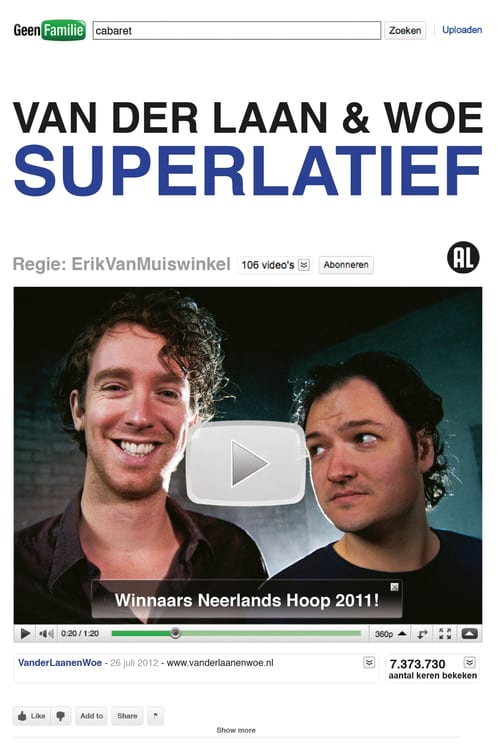 GeenFamilie cabaret Zoeken Uploaden
VAN DER LAAN & WOE
SUPERLATIEF
Regie: ErikVanMuiswinkel 106 video's Abonneren
AL
Winnaars Neerlands Hoop 2011!
0:20 / 1:20 360p
VanderLaanenWoe - 26 juli 2012 - www.vanderlaanenwoe.nl
7.373.730
aantal keren bekeken
Like Add to Share
Show more